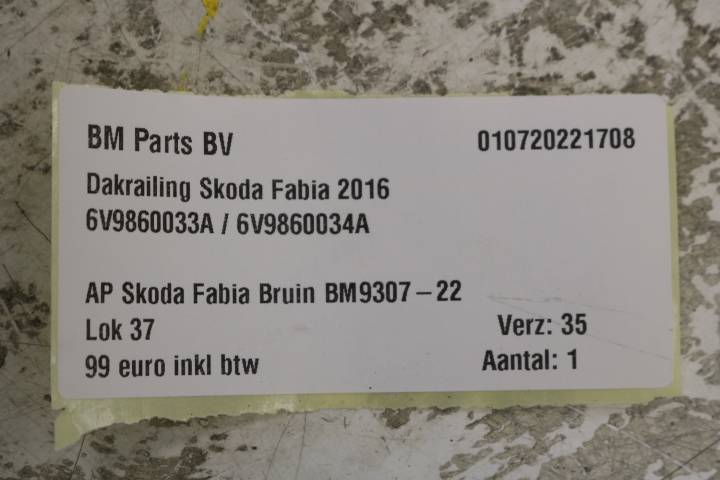 BM Parts BV 010720221708
Dakrailing Skoda Fabia 2016
6V9860033A / 6V9860034A
AP Skoda Fabia Bruin BM9307-22
Lok 37 Verz: 35
99 euro inkl btw Aantal: 1